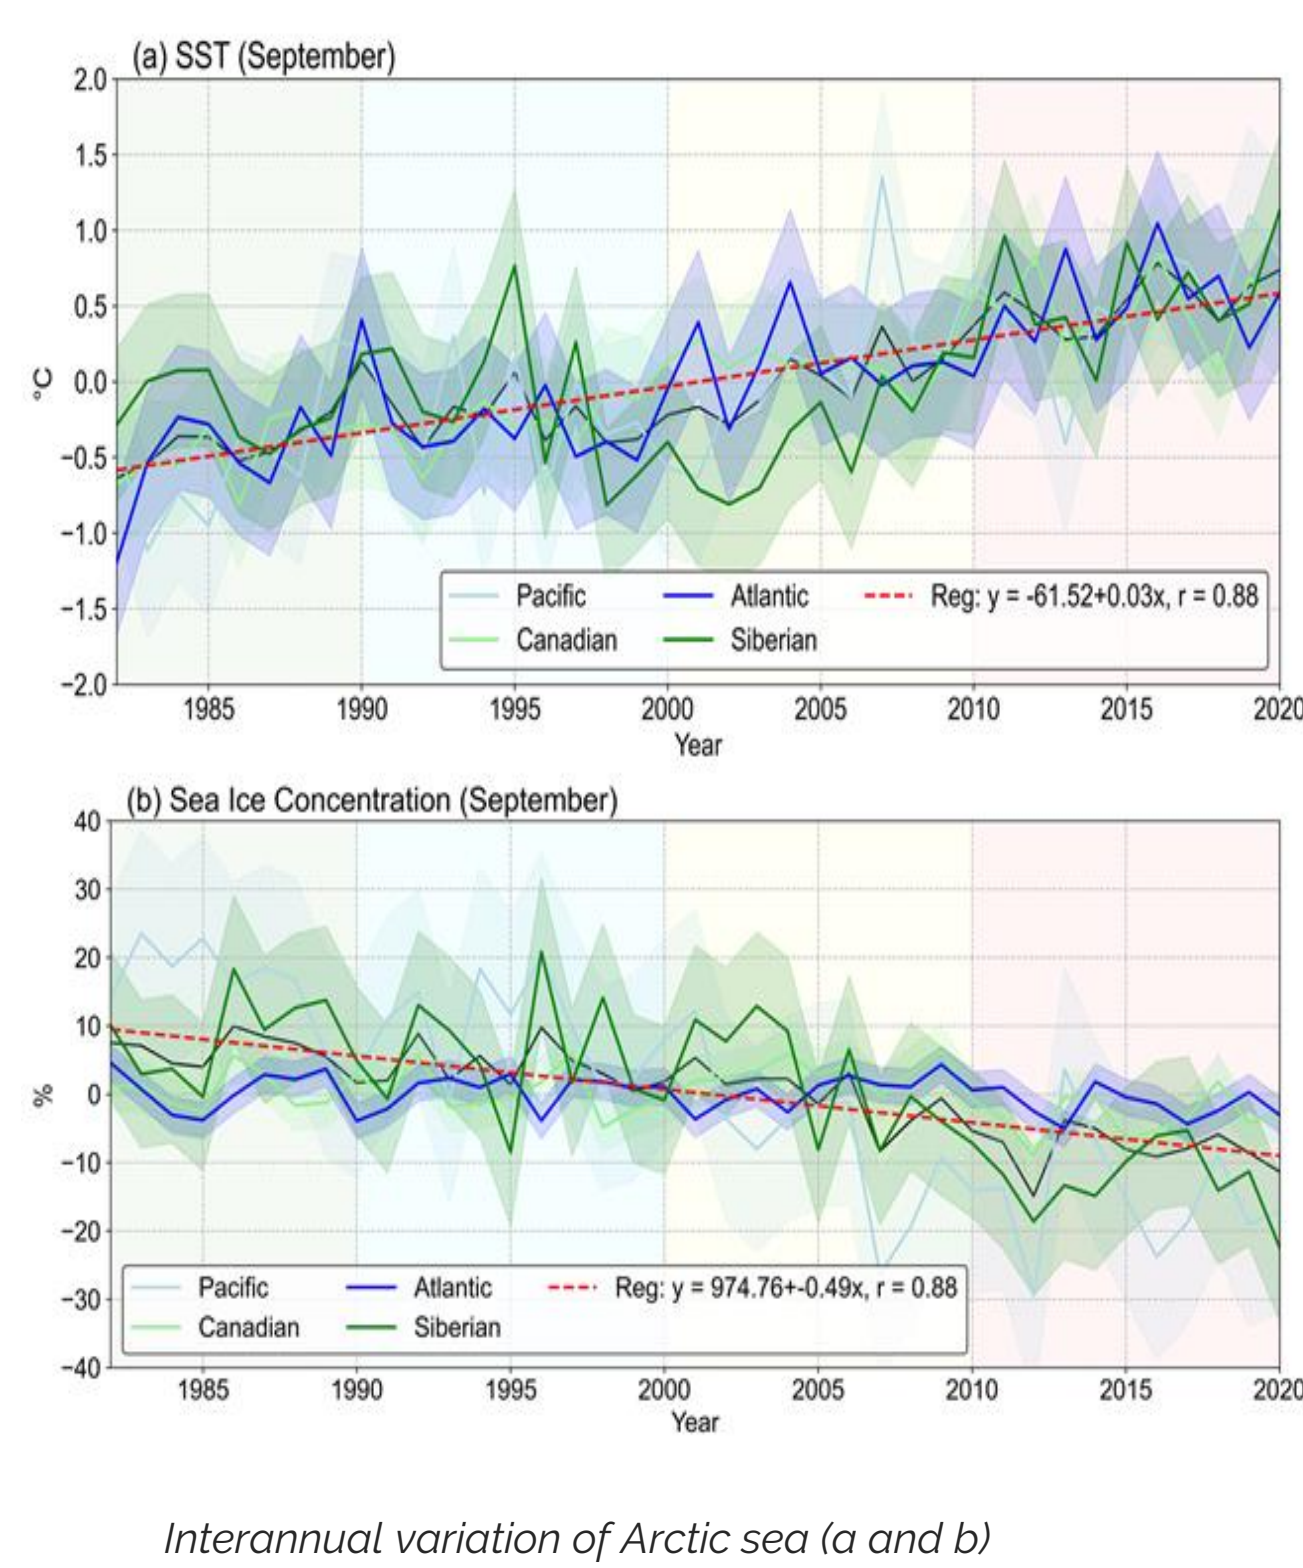 (a) SST (September)
2.0
1.5
1.0
0.5
0.0
−0.5
−1.0
−1.5
−2.0
°C
Pacific Atlantic Reg: y = -61.52+0.03x, r = 0.88
Canadian Siberian
1985 1990 1995 2000 2005 2010 2015 2020
Year
(b) Sea Ice Concentration (September)
40
30
20
10
0
−10
−20
−30
−40
%
Pacific Atlantic Reg: y = 974.76+-0.49x, r = 0.88
Canadian Siberian
1985 1990 1995 2000 2005 2010 2015 2020
Year
Interannual variation of Arctic sea (a and b)